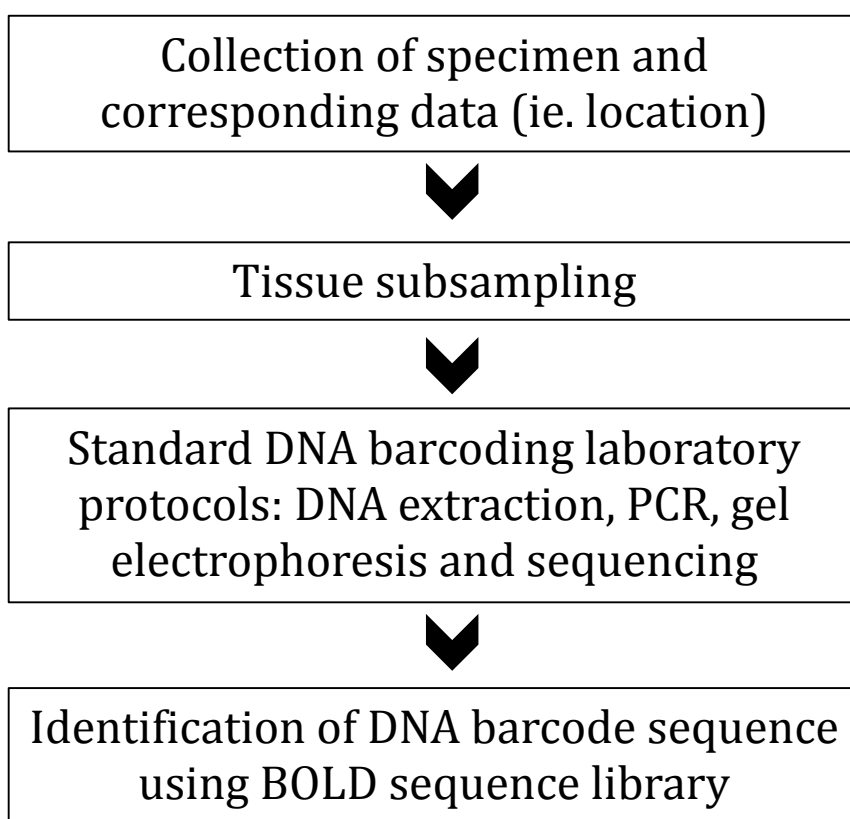 Collection of specimen and
corresponding data (ie. location)
Tissue subsampling
Standard DNA barcoding laboratory
protocols: DNA extraction, PCR, gel
electrophoresis and sequencing
Identification of DNA barcode sequence
using BOLD sequence library